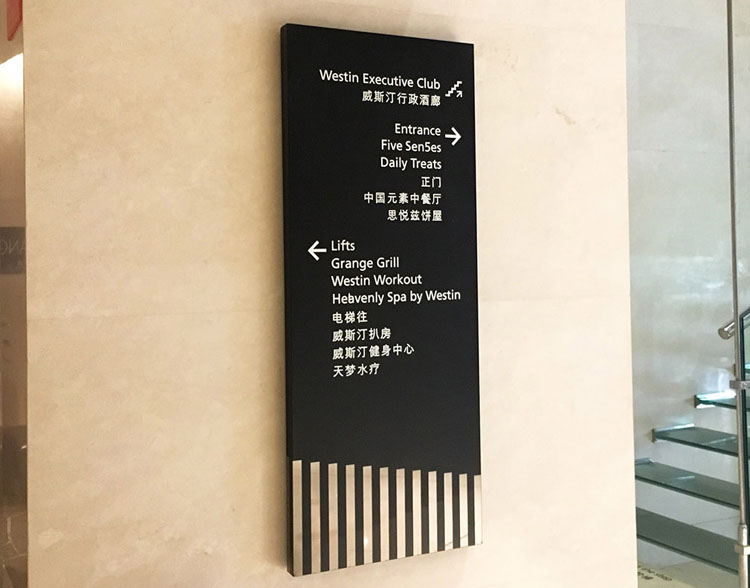 Westin Executive Club
威斯汀行政酒廊
Entrance
Five Sen5es
Daily Treats
正门
中国元素中餐厅
思悦兹饼屋
Lifts
Grange Grill
Westin Workout
Heavenly Spa by Westin
电梯往
威斯汀扒房
威斯汀健身中心
天梦水疗